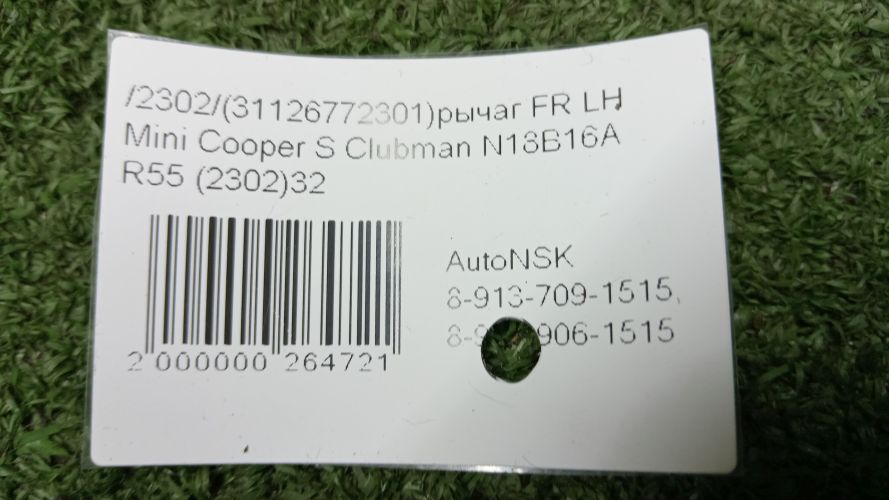 /2302/(31126772301)рычаг FR LH
Mini Cooper S Clubman N18B16A
R55 (2302)32
AutoNSK
8-913-709-1515,
906-1515
2 000000 264721